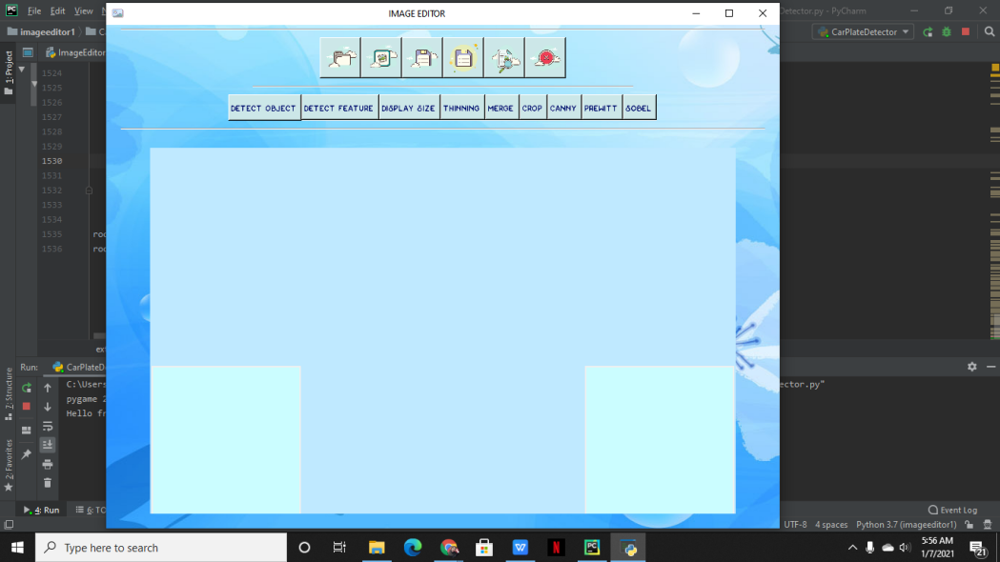 IMAGE EDITOR
File Edit View
Detector.py - PyCharm
imageeditor1
CarPlateDetector
ImageEditor
1: Project
DETECT OBJECT DETECT FEATURE DISPLAY SIZE THINNING MERGE CROP CANNY PREWITT SOBEL
1524
1525
1526
1527
1528
1529
1530
1531
1532
1533
1534
1535 roo
1536 roo
Run: CarPlateDe
C:\Users ector.py"
pygame 2
Hello fr
7: Structure
2: Favorites
4: Run 6: TO
Event Log
UTF-8 4 spaces Python 3.7 (imageeditor1)
Type here to search
5:56 AM
1/7/2021
21